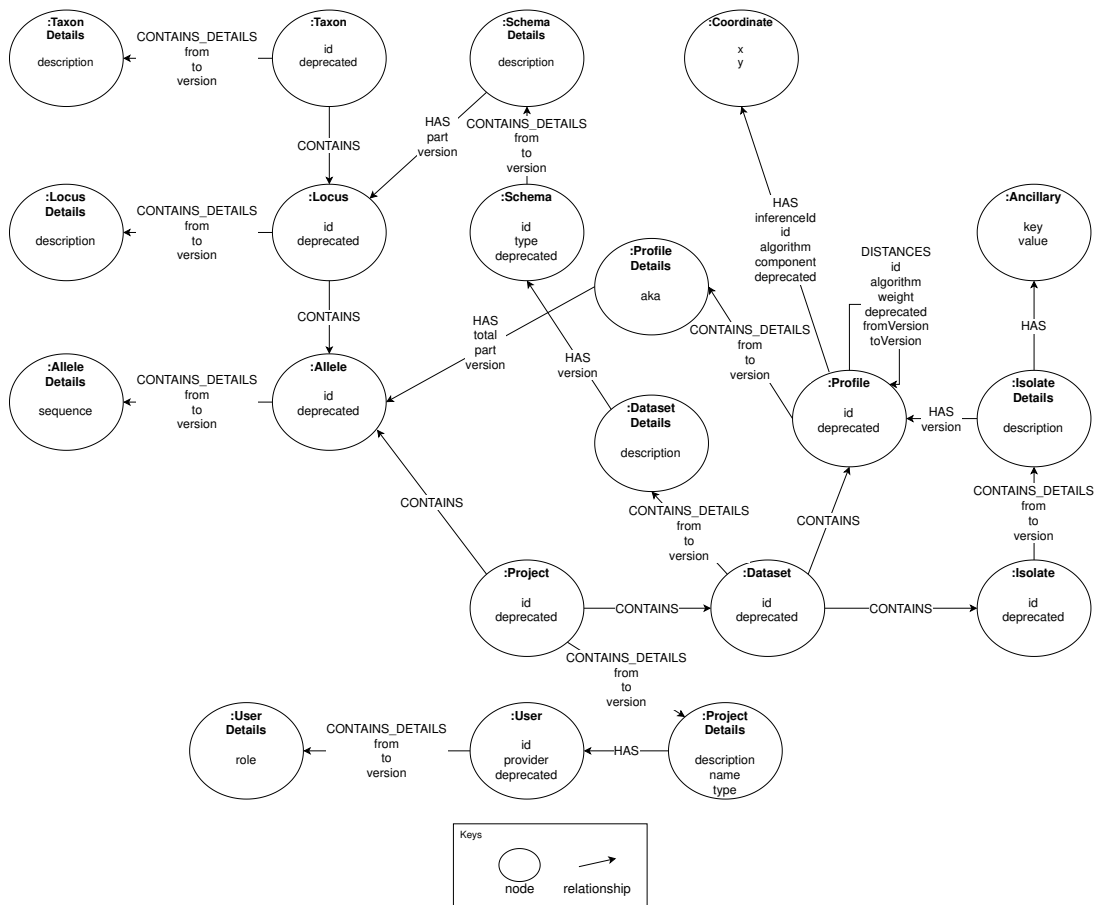 :Taxon
Details
description
CONTAINS_DETAILS
from
to
version
:Taxon
id
deprecated
:Schema
Details
description
:Coordinate
x
y
CONTAINS
HAS
part
version
CONTAINS_DETAILS
from
to
version
:Locus
Details
description
CONTAINS_DETAILS
from
to
version
:Locus
id
deprecated
:Schema
id
type
deprecated
HAS
inferenceId
id
algorithm
component
deprecated
:Ancillary
key
value
:Profile
Details
aka
DISTANCES
id
algorithm
weight
deprecated
fromVersion
toVersion
CONTAINS
HAS
total
part
version
HAS
version
CONTAINS_DETAILS
from
to
version
HAS
:Allele
Details
sequence
CONTAINS_DETAILS
from
to
version
:Allele
id
deprecated
:Dataset
Details
description
:Profile
id
deprecated
HAS
version
:Isolate
Details
description
CONTAINS
CONTAINS_DETAILS
from
to
version
CONTAINS
CONTAINS_DETAILS
from
to
version
:Project
id
deprecated
CONTAINS
:Dataset
id
deprecated
CONTAINS
:Isolate
id
deprecated
CONTAINS_DETAILS
from
to
version
:User
Details
role
CONTAINS_DETAILS
from
to
version
:User
id
provider
deprecated
HAS
:Project
Details
description
name
type
Keys
node
relationship